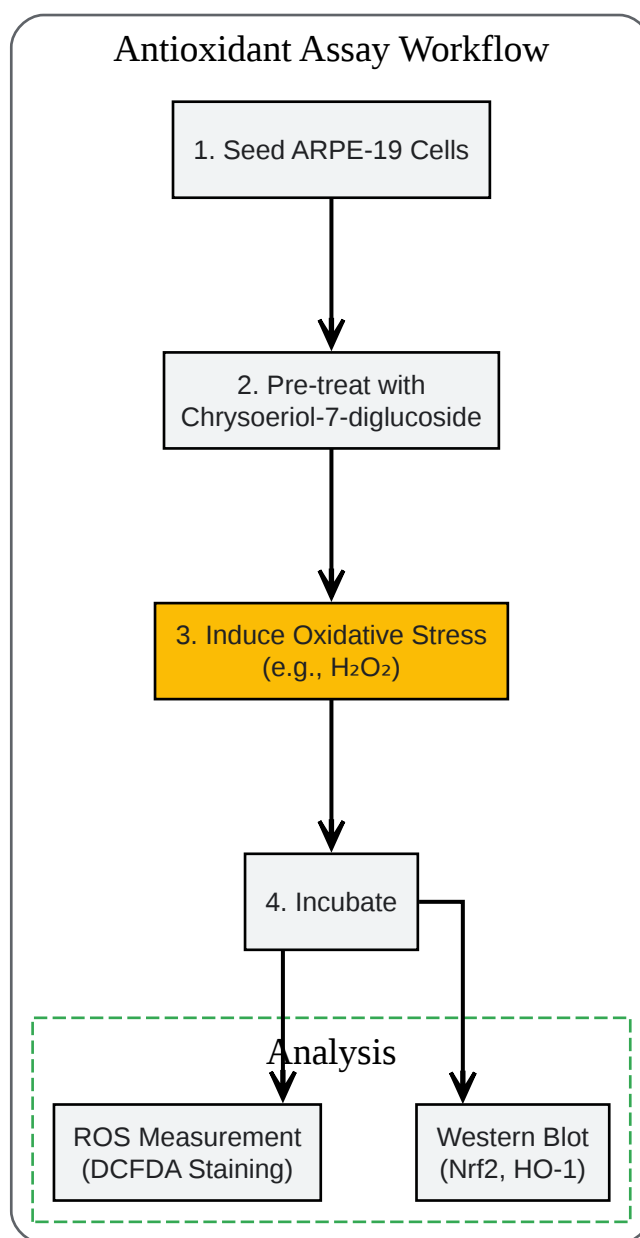 Antioxidant Assay Workflow
1. Seed ARPE-19 Cells
2. Pre-treat with
Chrysoeriol-7-diglucoside
3. Induce Oxidative Stress
(e.g., H₂O₂)
4. Incubate
Analysis
ROS Measurement
(DCFDA Staining)
Western Blot
(Nrf2, HO-1)